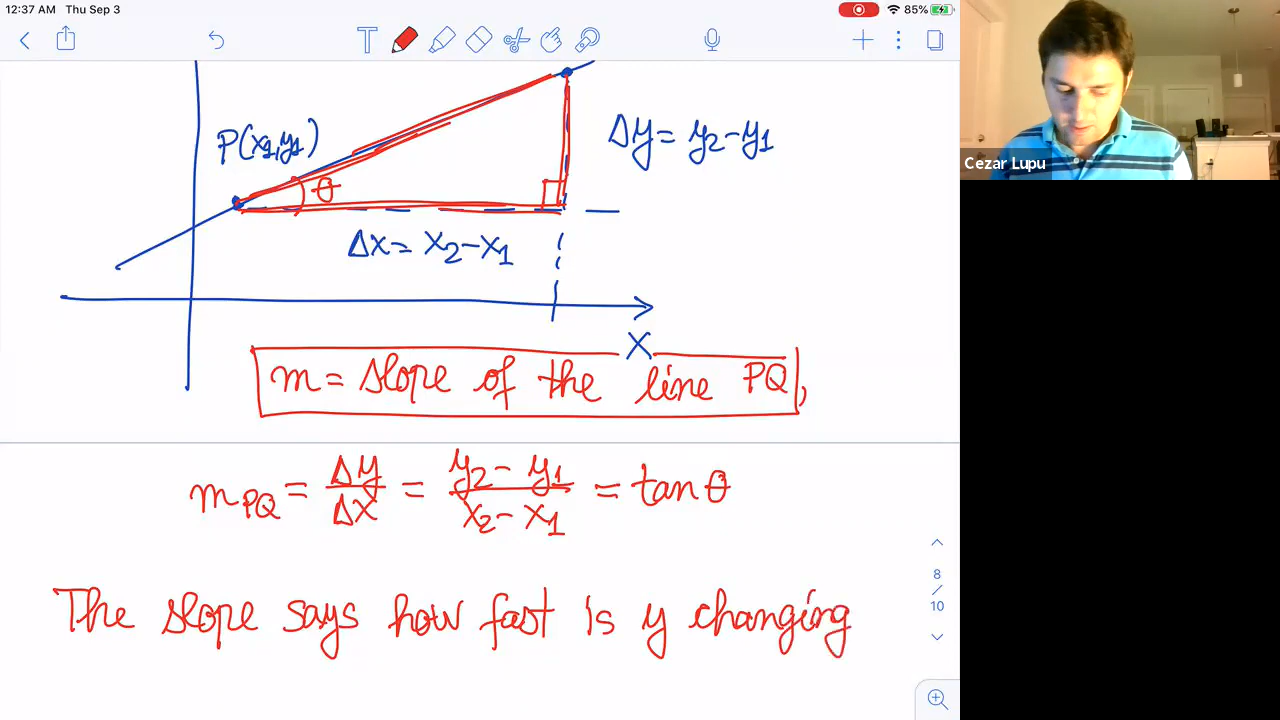 12:37 AM Thu Sep 3
85%
T
P(x1,y1)
θ
Δy = y2-y1
Δx = x2-x1
x
m = slope of the line PQ,
mPQ = Δy/Δx = y2-y1/x2-x1 = tan θ
The slope says how fast is y changing
8
/
10
Cezar Lupu